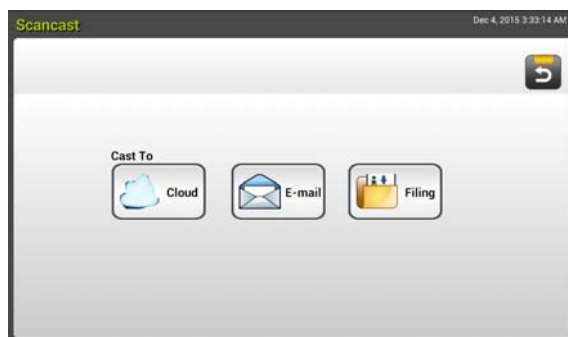 Scancast
Dec 4, 2015 3:33:14 AM
Cast To
Cloud
E-mail
Filing